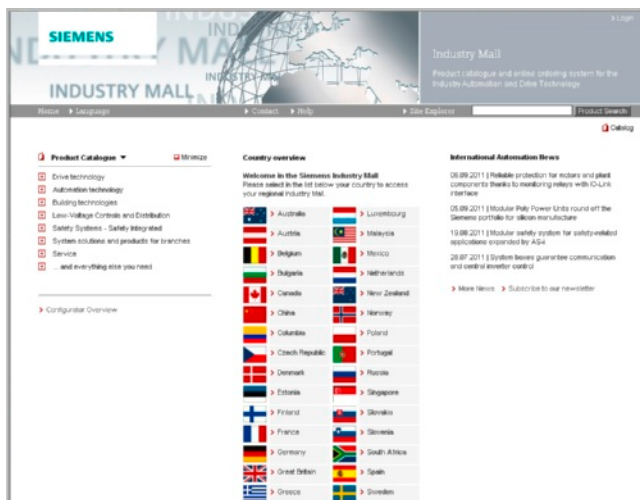 SIEMENS
INDUSTRY MALL
Login
Industry Mall
Product catalogue and online ordering system for the
Industry Automation and Drive Technology
Home Language Contact Help Site Explorer Product Search
Catalog
Product Catalogue Minimize
Drive technology
Automation technology
Building technologies
Low-Voltage Controls and Distribution
Safety Systems - Safety Integrated
System solutions and products for branches
Service
... and everything else you need
Configurator Overview
Country overview
Welcome in the Siemens Industry Mall
Please select in the list below your country to access
your regional Industry Mall.
Australia Luxembourg
Austria Malaysia
Belgium Mexico
Bulgaria Netherlands
Canada New Zealand
China Norway
Columbia Poland
Czech Republic Portugal
Denmark Russia
Estonia Singapore
Finland Slovakia
France Slovenia
Germany South Africa
Great Britain Spain
Greece Sweden
International Automation News
06.09.2011 | Reliable protection for motors and plant
components thanks to monitoring relays with IO-Link
interface
05.09.2011 | Modular Poly Power Units round off the
Siemens portfolio for silicon manufacture
19.08.2011 | Modular safety system for safety-related
applications expanded by ASi
28.07.2011 | System boxes guarantee communication
and central inverter control
More News Subscribe to our newsletter